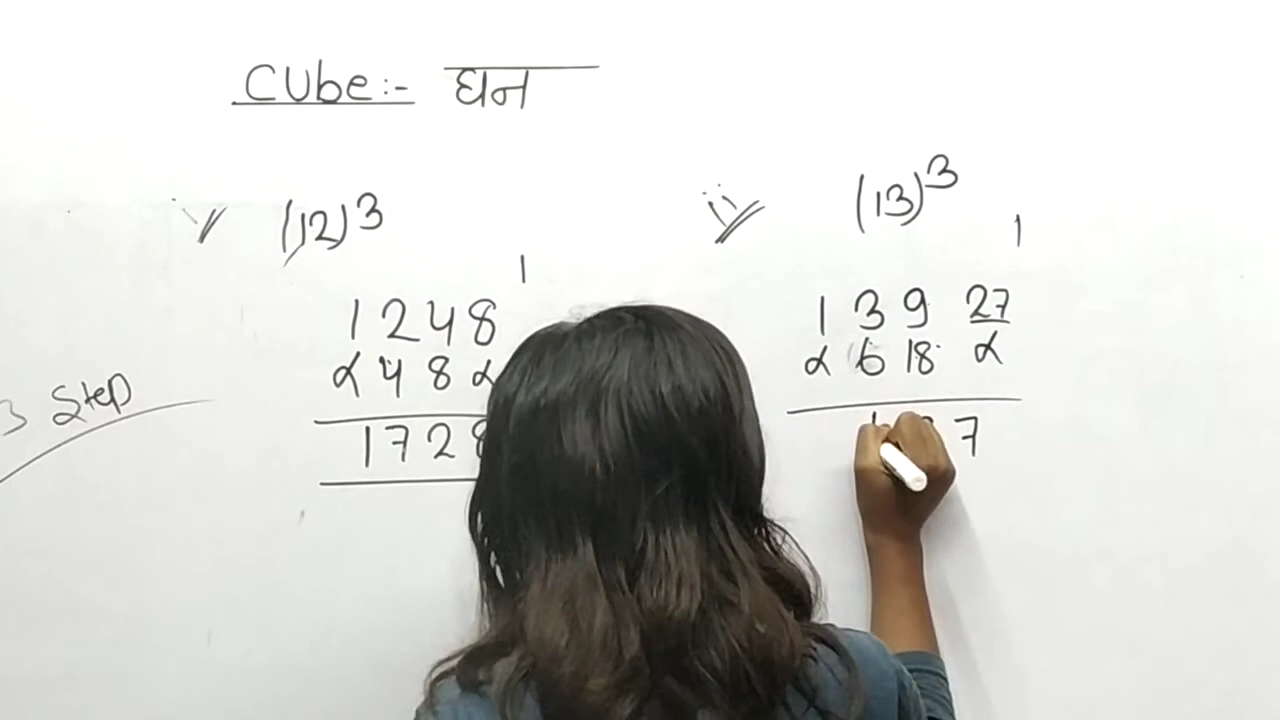 CUbe:- घन
i) (12)³
1
1 2 4 8
α 4 8 α
1 7 2 8
ii) (13)³
1
1 3 9 27
α 6 18 α
7
3 Step